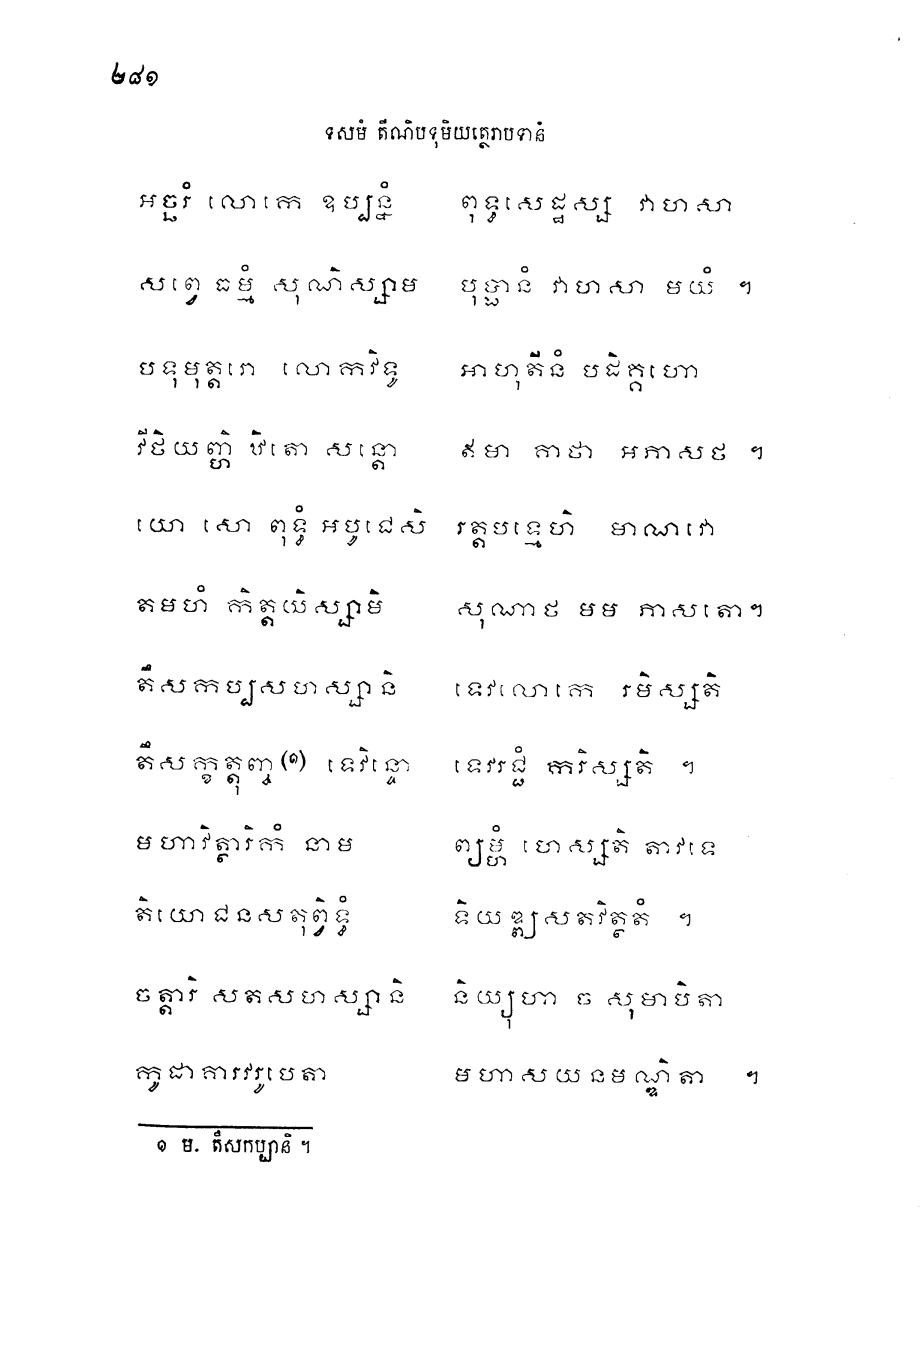 ២៨១
ទសមំ តីណិបទុមិយត្ថេរាបទានំ
អច្ឆរំ លោកេ ឧប្បន្នំ ពុទ្ធសេដ្ឋស្ស វាហសា
សព្វេ ធម្មំ សុណិស្សាម ពុទ្ធានំ វាហសា មយំ ។
បទុមុត្តរោ លោកវិទូ អាហុតីនំ បដិគ្គហោ
វីថិយញ្ហិ ឋិតោ សន្តោ ឥមា គាថា អភាសថ ។
យោ សោ ពុទ្ធំ អបូជេសិ រត្តបទ្មេហិ មាណវោ
តមហំ កិត្តយិស្សាមិ សុណាថ មម ភាសតោ។
តឹសកប្បសហស្សានិ ទេវលោកេ រមិស្សតិ
តឹសក្ខត្តុញ្ច (១) ទេវិន្ទោ ទេវរជ្ជំ ការិស្សតិ ។
មហាវិត្ថារិកំ នាម ព្យម្ហំ ហេស្សតិ តាវទេ
តិយោជនសតុព្វិទ្ធំ ទិយឌ្ឍសតវិត្ថតំ ។
ចត្តារិ សតសហស្សានិ និយ្យុហា ច សុមាបិតា
កូដាគារវរូបេតា មហាសយនមណ្ឌិតា ។
១ ម. តឹសកប្បានិ ។